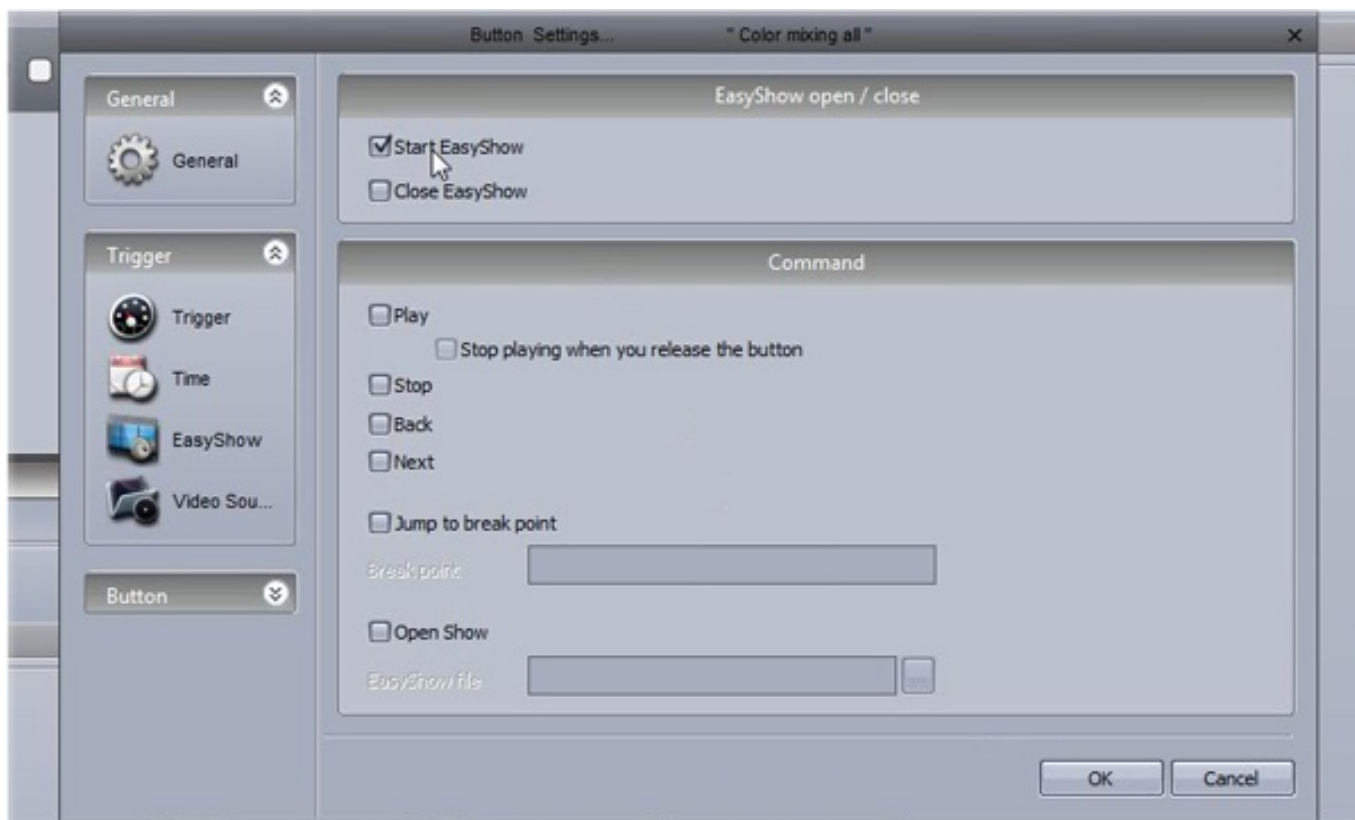 Button Settings... " Color mixing all "
General
General
Trigger
Trigger
Time
EasyShow
Video Sou...
Button
EasyShow open / close
Start EasyShow
Close EasyShow
Command
Play
Stop playing when you release the button
Stop
Back
Next
Jump to break point
Break point
Open Show
EasyShow file
...
OK
Cancel